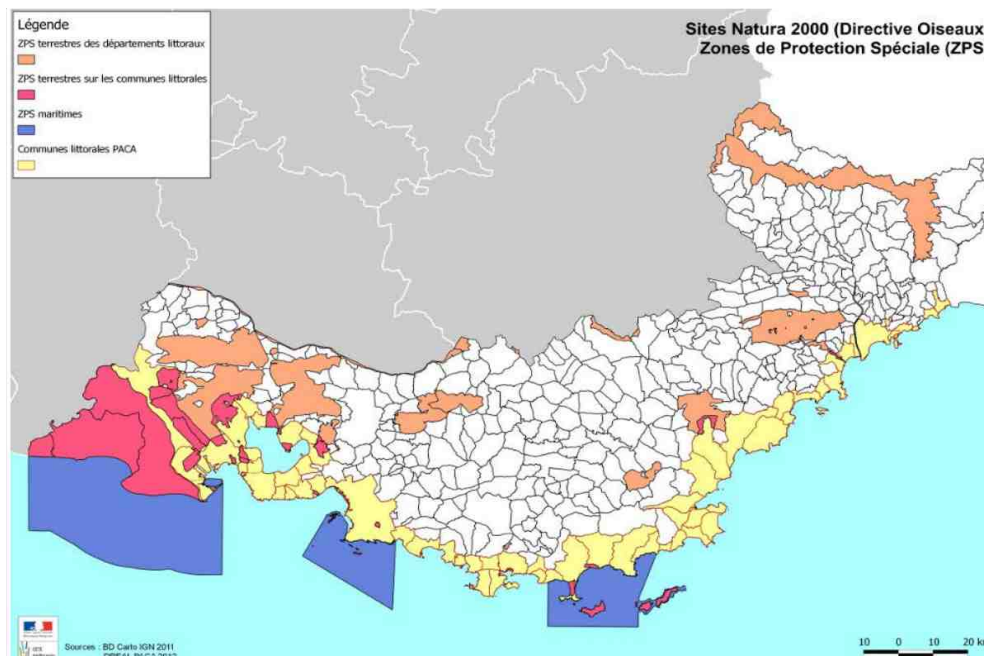 Légende
ZPS terrestres des départements littoraux
ZPS terrestres sur les communes littorales
ZPS maritimes
Communes littorales PACA
Sites Natura 2000 (Directive Oiseaux
Zones de Protection Spéciale (ZPS
Sources : BD Carto IGN 2011
10 0 10 20 km